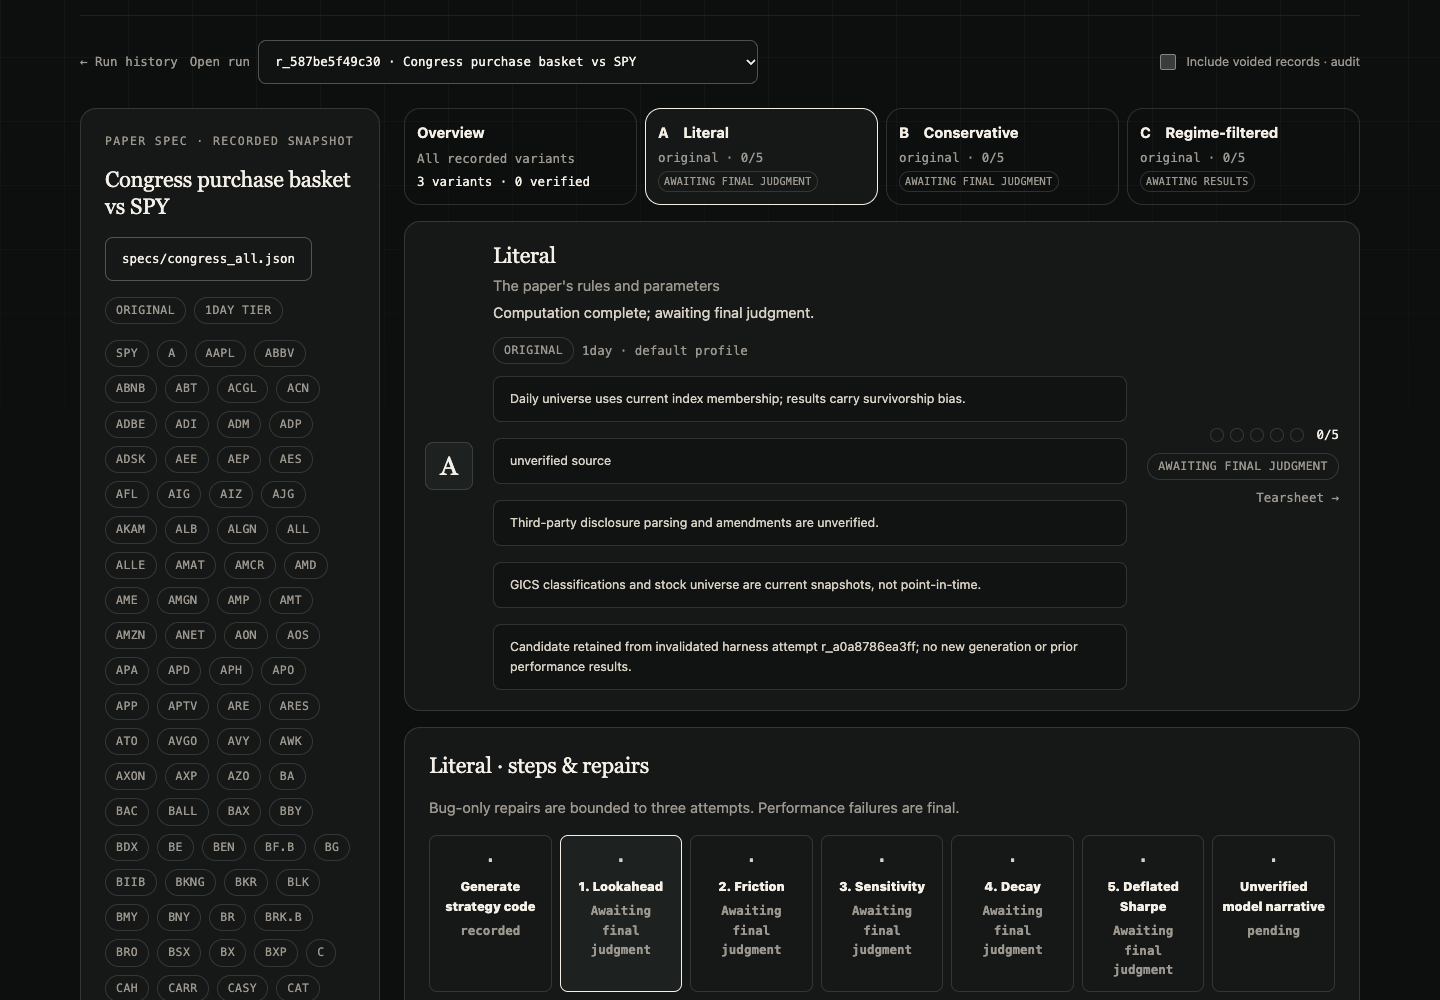 ← Run history Open run r_587be5f49c30 · Congress purchase basket vs SPY Include voided records · audit
PAPER SPEC · RECORDED SNAPSHOT
Congress purchase basket
vs SPY
specs/congress_all.json
ORIGINAL 1DAY TIER
SPY A AAPL ABBV
ABNB ABT ACGL ACN
ADBE ADI ADM ADP
ADSK AEE AEP AES
AFL AIG AIZ AJG
AKAM ALB ALGN ALL
ALLE AMAT AMCR AMD
AME AMGN AMP AMT
AMZN ANET AON AOS
APA APD APH APO
APP APTV ARE ARES
ATO AVGO AVY AWK
AXON AXP AZO BA
BAC BALL BAX BBY
BDX BE BEN BF.B BG
BIIB BKNG BKR BLK
BMY BNY BR BRK.B
BRO BSX BX BXP C
CAH CARR CASY CAT
Overview
All recorded variants
3 variants · 0 verified
A Literal
original · 0/5
AWAITING FINAL JUDGMENT
B Conservative
original · 0/5
AWAITING FINAL JUDGMENT
C Regime-filtered
original · 0/5
AWAITING RESULTS
A
Literal
The paper's rules and parameters
Computation complete; awaiting final judgment.
ORIGINAL 1day · default profile
Daily universe uses current index membership; results carry survivorship bias.
unverified source
Third-party disclosure parsing and amendments are unverified.
GICS classifications and stock universe are current snapshots, not point-in-time.
Candidate retained from invalidated harness attempt r_a0a8786ea3ff; no new generation or prior
performance results.
0/5
AWAITING FINAL JUDGMENT
Tearsheet →
Literal · steps & repairs
Bug-only repairs are bounded to three attempts. Performance failures are final.
·
Generate
strategy code
recorded
·
1. Lookahead
Awaiting
final
judgment
·
2. Friction
Awaiting
final
judgment
·
3. Sensitivity
Awaiting
final
judgment
·
4. Decay
Awaiting
final
judgment
·
5. Deflated
Sharpe
Awaiting
final
judgment
·
Unverified
model narrative
pending